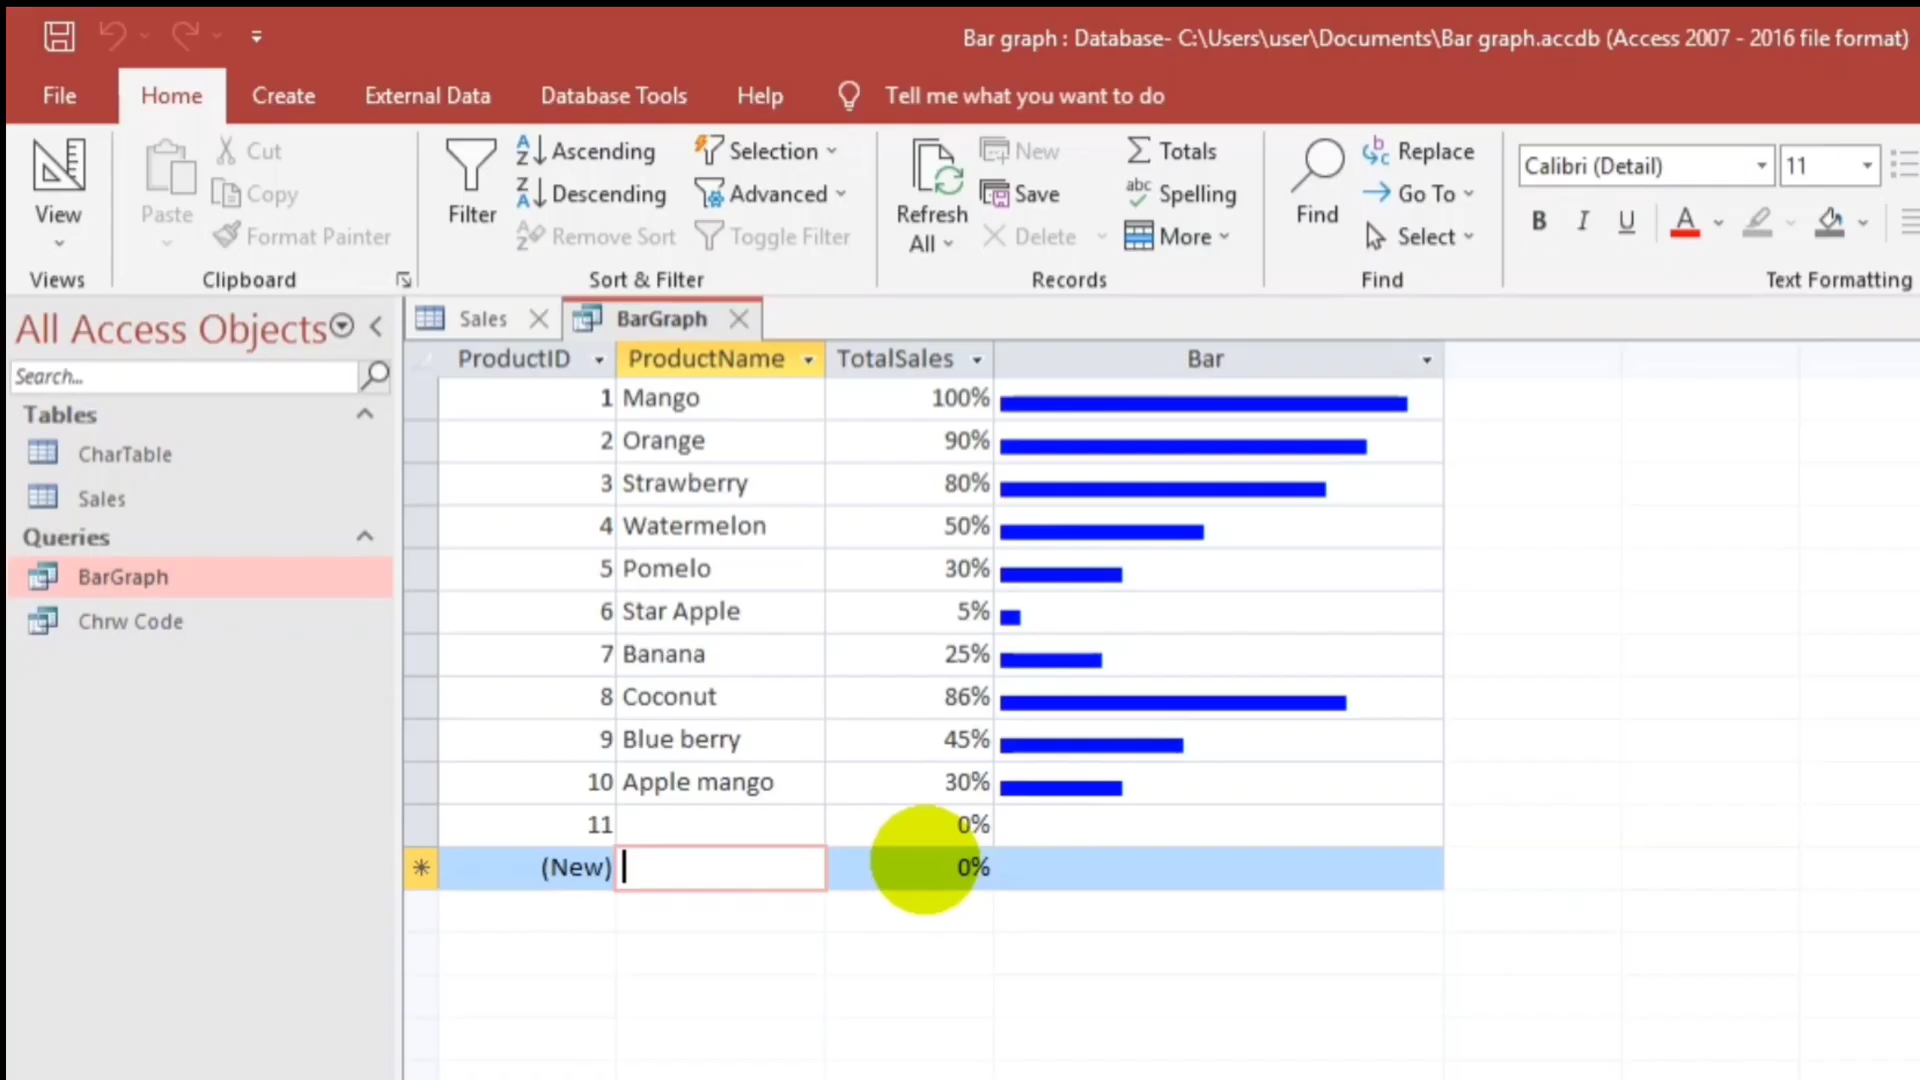 Bar graph : Database- C:\Users\user\Documents\Bar graph.accdb (Access 2007 - 2016 file format)
File Home Create External Data Database Tools Help Tell me what you want to do
View
Views
Paste
Cut
Copy
Format Painter
Clipboard
Filter
Ascending
Descending
Remove Sort
Selection
Advanced
Toggle Filter
Sort & Filter
Refresh
All
New
Save
Delete
Totals
Spelling
More
Records
Find
Replace
Go To
Select
Find
Calibri (Detail) 11
B I U A
Text Formatting
All Access Objects
Search...
Tables
CharTable
Sales
Queries
BarGraph
Chrw Code
Sales BarGraph
ProductID ProductName TotalSales Bar
1 Mango 100%
2 Orange 90%
3 Strawberry 80%
4 Watermelon 50%
5 Pomelo 30%
6 Star Apple 5%
7 Banana 25%
8 Coconut 86%
9 Blue berry 45%
10 Apple mango 30%
11 0%
(New) 0%